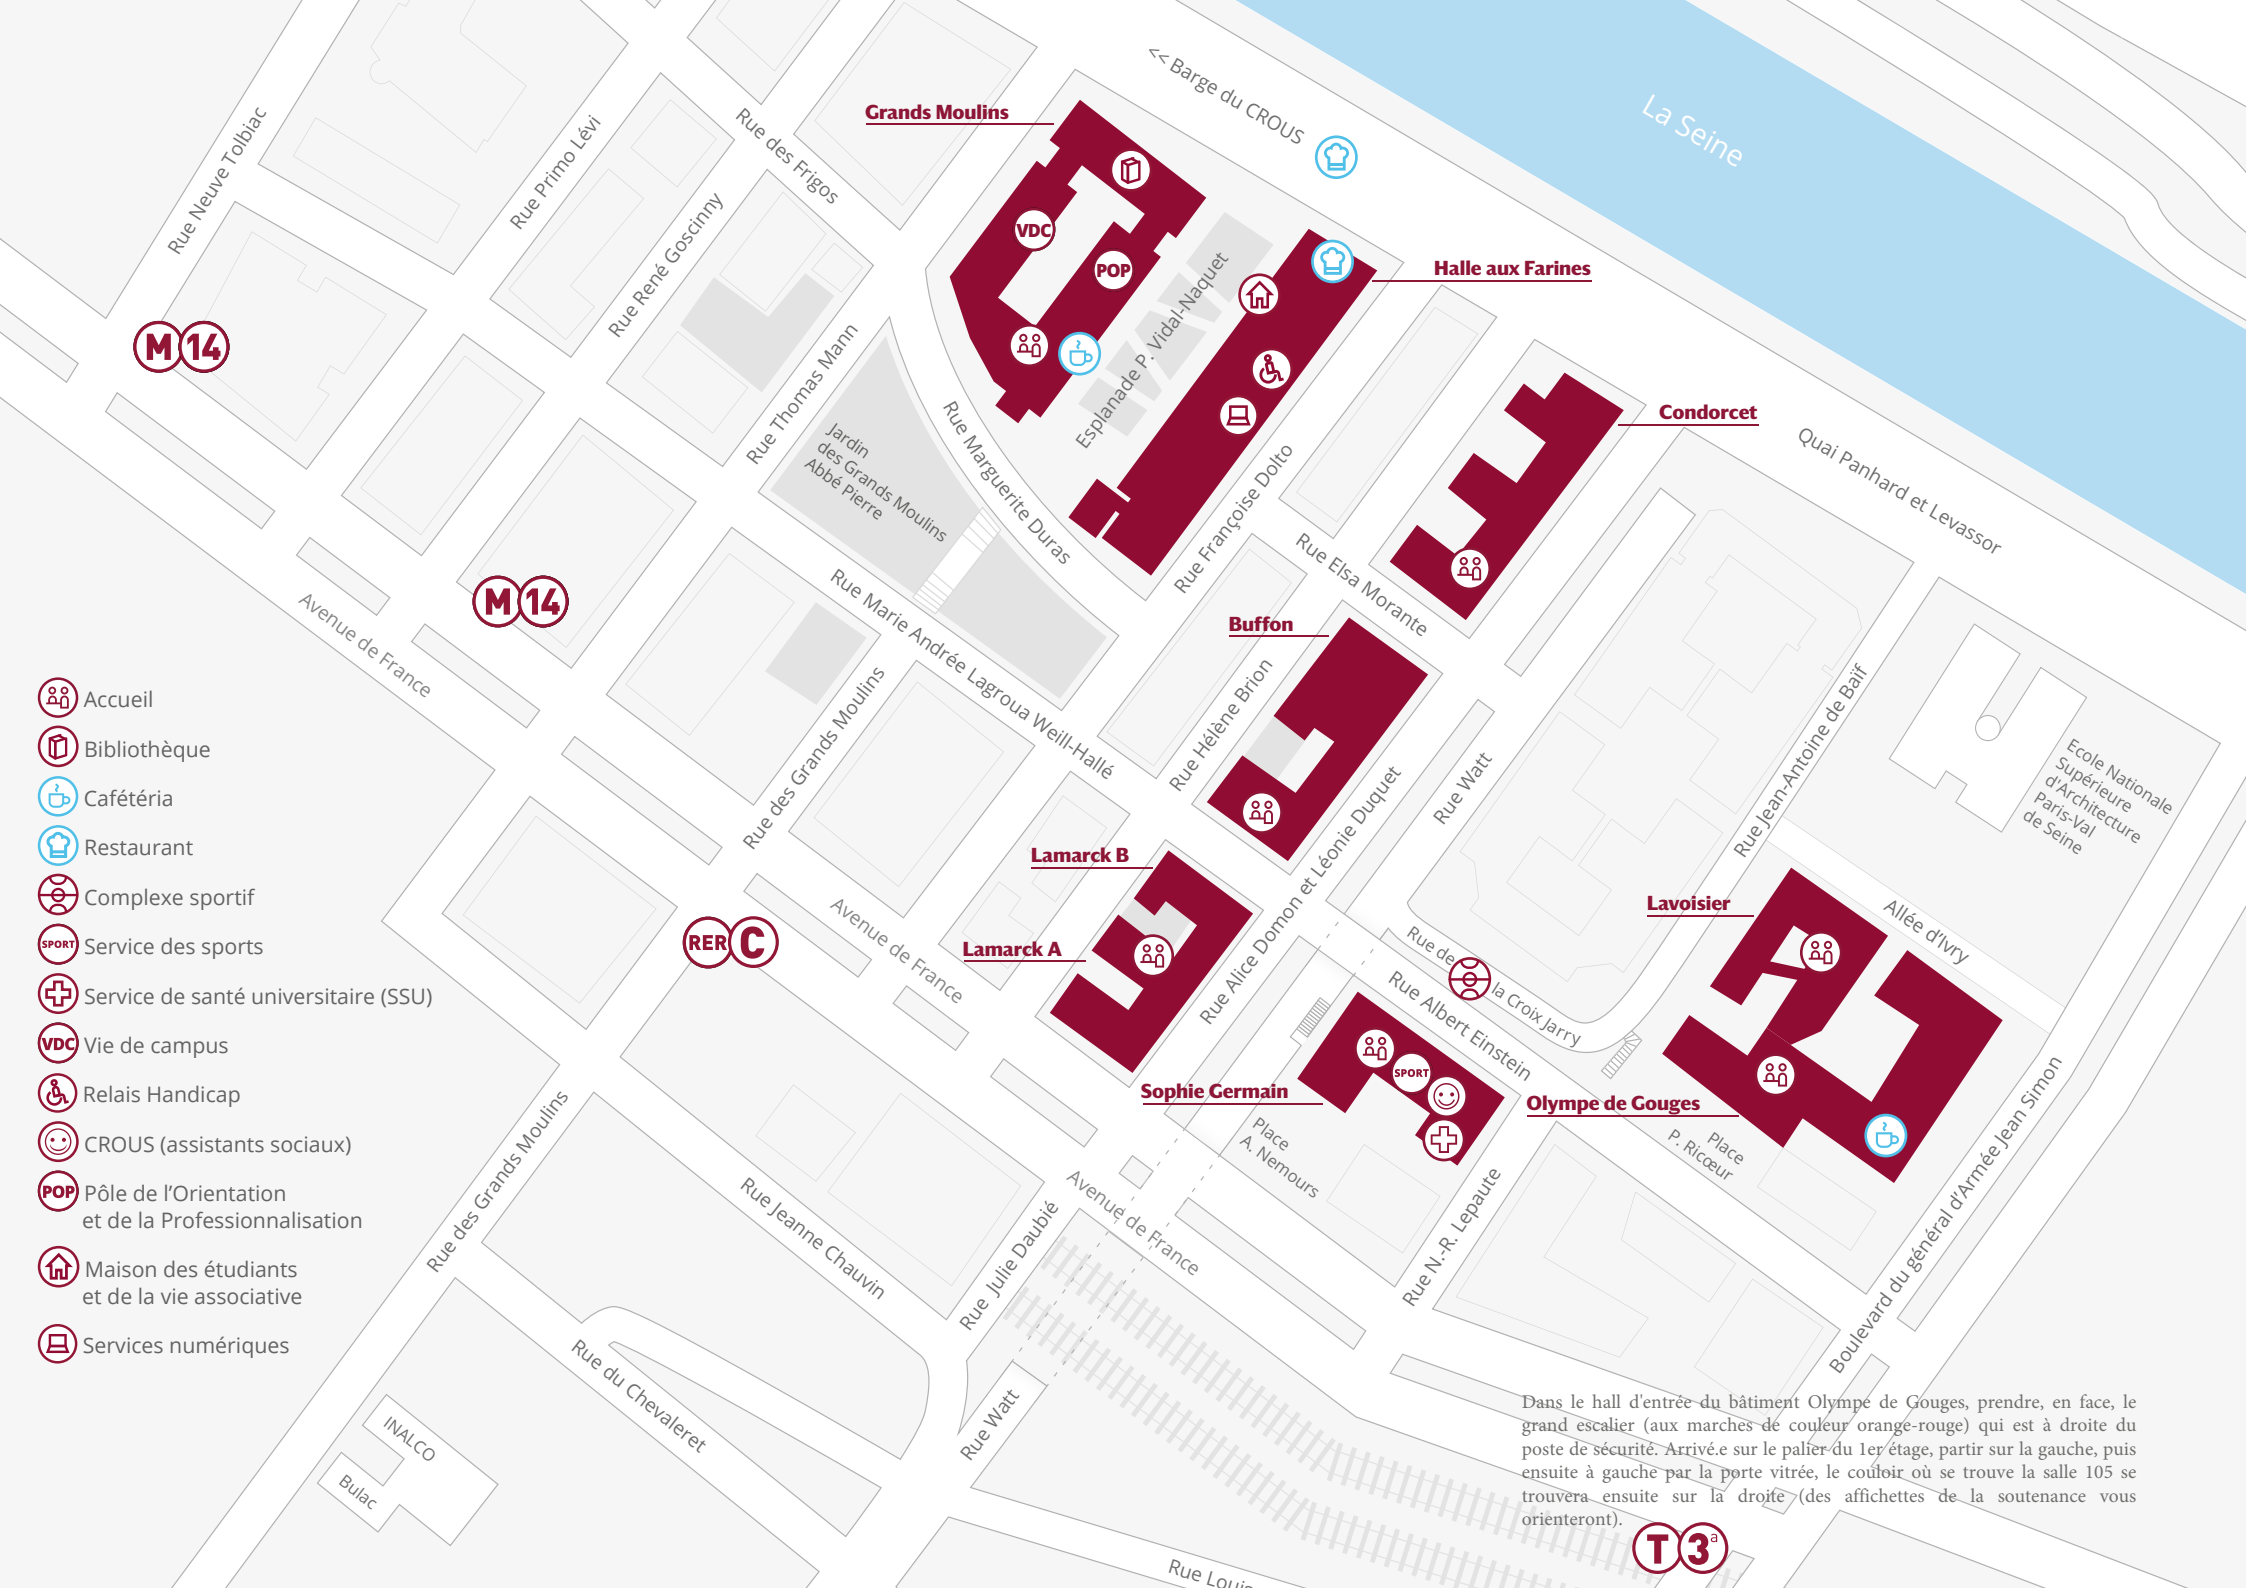 << Barge du CROUS
La Seine
Grands Moulins
Rue Neuve Tolbiac
Rue Primo Lévi
Rue des Frigos
Rue René Goscinny
VDC
POP
Halle aux Farines
Esplanade P. Vidal-Naquet
M 14
Rue Thomas Mann
Jardin
des Grands Moulins
Abbé Pierre
Rue Marguerite Duras
Rue Françoise Dolto
Condorcet
Quai Panhard et Levassor
Rue Elsa Morante
M 14
Avenue de France
Rue Marie Andrée Lagroua Weill-Hallé
Buffon
Rue Hélène Brion
Rue des Grands Moulins
Rue Watt
Rue Jean-Antoine de Baïf
Ecole Nationale
Supérieure
d'Architecture
Paris-Val
de Seine
Rue Alice Domon et Léonie Duquet
Lamarck B
Lamarck A
Lavoisier
Allée d'Ivry
RER C
Avenue de France
Rue de la Croix Jarry
Rue Albert Einstein
SPORT
Sophie Germain
Olympe de Gouges
Place
A. Nemours
Place
P. Ricœur
Rue N.-R. Lepaute
Boulevard du général d'Armée Jean Simon
Avenue de France
Rue des Grands Moulins
Rue Jeanne Chauvin
Rue Julie Daubié
Rue du Chevaleret
Rue Watt
INALCO
Bulac
Rue Louis
Accueil
Bibliothèque
Cafétéria
Restaurant
Complexe sportif
SPORT Service des sports
Service de santé universitaire (SSU)
VDC Vie de campus
Relais Handicap
CROUS (assistants sociaux)
POP Pôle de l'Orientation
et de la Professionnalisation
Maison des étudiants
et de la vie associative
Services numériques
Dans le hall d'entrée du bâtiment Olympe de Gouges, prendre, en face, le
grand escalier (aux marches de couleur orange-rouge) qui est à droite du
poste de sécurité. Arrivé.e sur le palier du 1er étage, partir sur la gauche, puis
ensuite à gauche par la porte vitrée, le couloir où se trouve la salle 105 se
trouvera ensuite sur la droite (des affichettes de la soutenance vous
orienteront).
T 3a